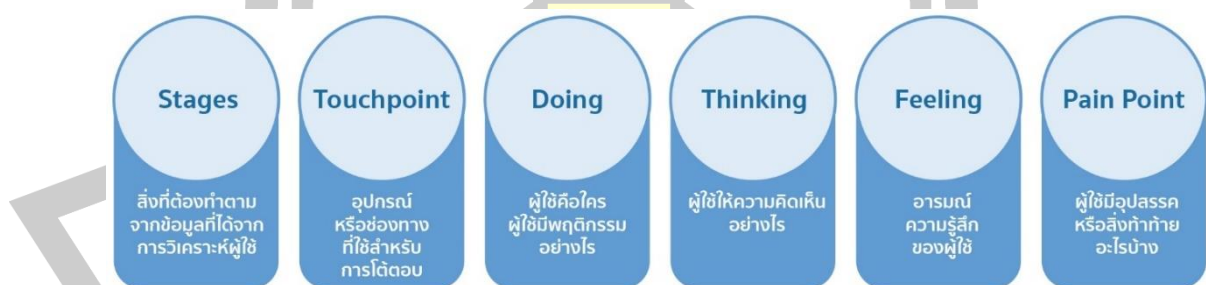 Stages
สิ่งที่ต้องทำตาม
จากข้อมูลที่ได้จาก
การวิเคราะห์ผู้ใช้
Touchpoint
อุปกรณ์
หรือช่องทาง
ที่ใช้สำหรับ
การโต้ตอบ
Doing
ผู้ใช้คือใคร
ผู้ใช้มีพฤติกรรม
อย่างไร
Thinking
ผู้ใช้ให้ความคิดเห็น
อย่างไร
Feeling
อารมณ์
ความรู้สึก
ของผู้ใช้
Pain Point
ผู้ใช้มีอุปสรรค
หรือสิ่งท้าทาย
อะไรบ้าง